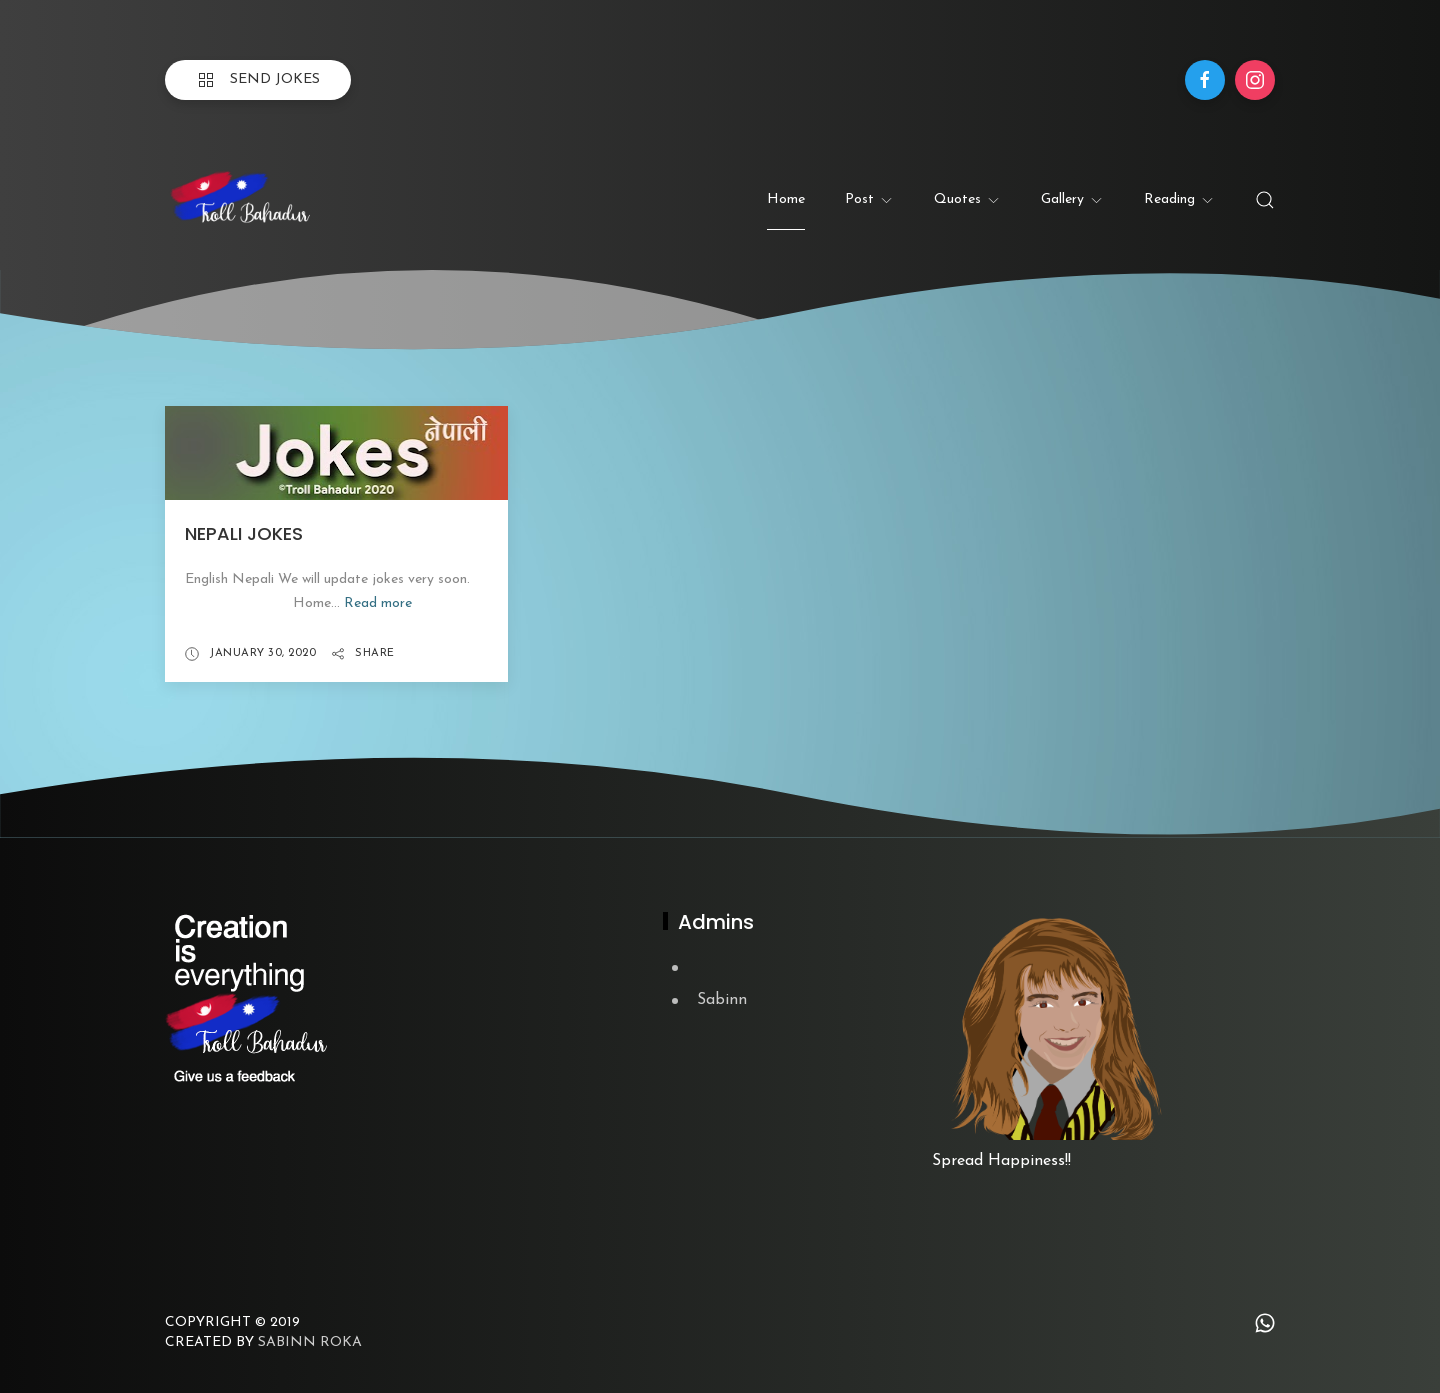 SEND JOKES
Troll Bahadur
Home
Post
Quotes
Gallery
Reading
Jokes
नेपाली
©Troll Bahadur 2020
NEPALI JOKES
English Nepali We will update jokes very soon.
Home... Read more
JANUARY 30, 2020
SHARE
Creation
is
everything
Troll Bahadur
Give us a feedback
Admins
Sabinn
Spread Happiness!!
COPYRIGHT © 2019
CREATED BY SABINN ROKA